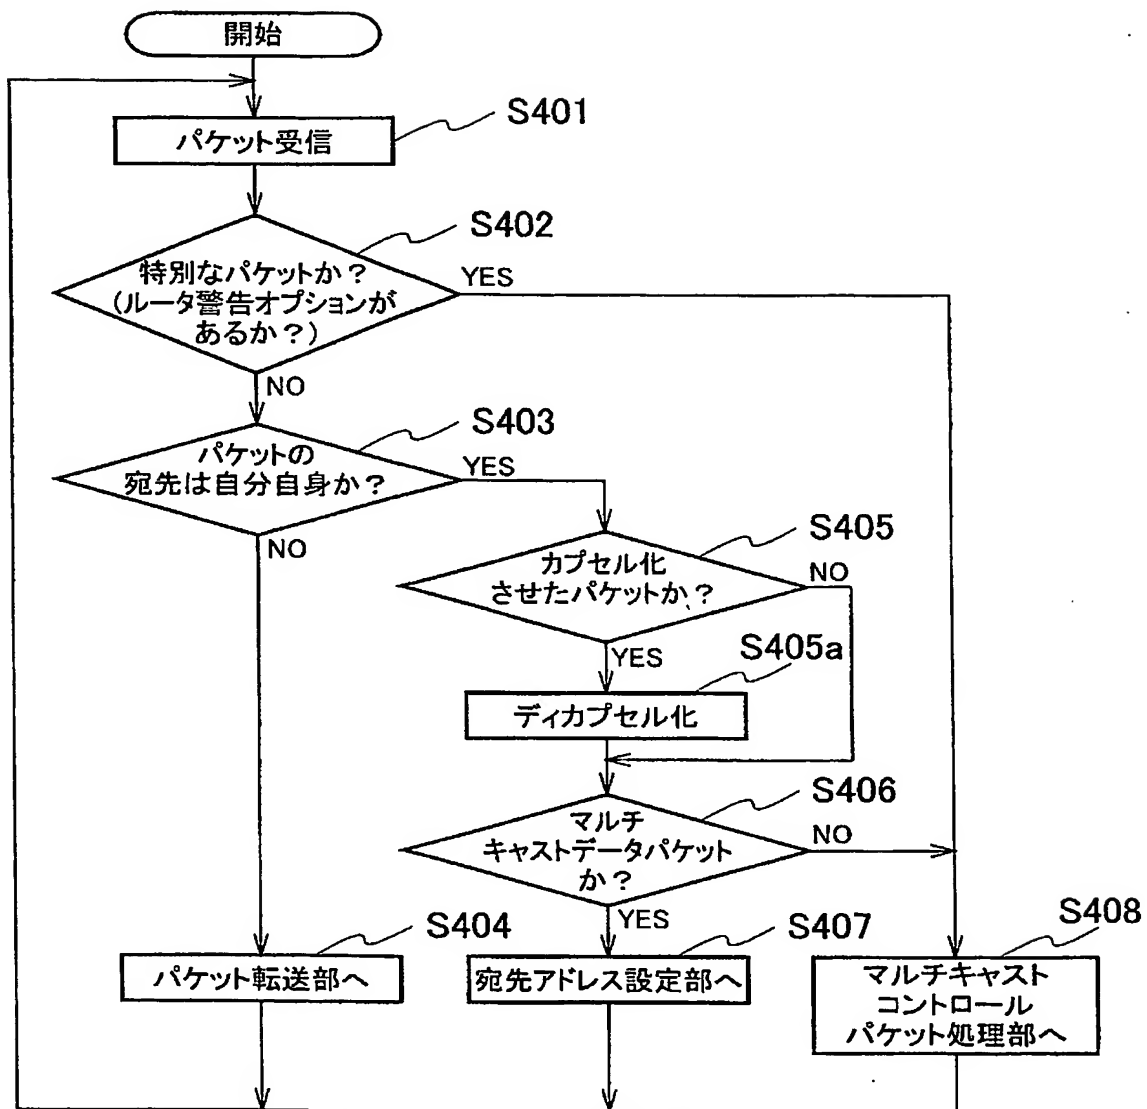 開始
S401
パケット受信
S402
特別なパケットか？
(ルータ警告オプションが
あるか？)
YES
NO
S403
パケットの
宛先は自分自身か？
YES
NO
S405
カプセル化
させたパケットか？
NO
YES
S405a
ディカプセル化
S406
マルチ
キャストデータパケット
か？
NO
YES
S404
パケット転送部へ
S407
宛先アドレス設定部へ
S408
マルチキャスト
コントロール
パケット処理部へ